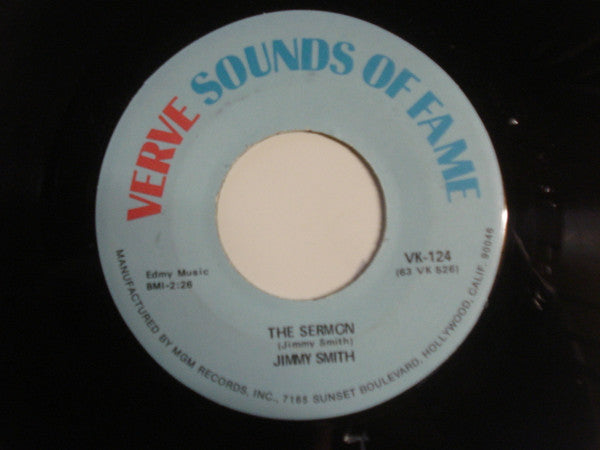 VERVE SOUNDS OF FAME
Edmy Music
BMI-2:26
VK-124
(63 VK 526)
THE SERMON
(Jimmy Smith)
JIMMY SMITH
MANUFACTURED BY MGM RECORDS, INC., 7165 SUNSET BOULEVARD, HOLLYWOOD, CALIF. 90046